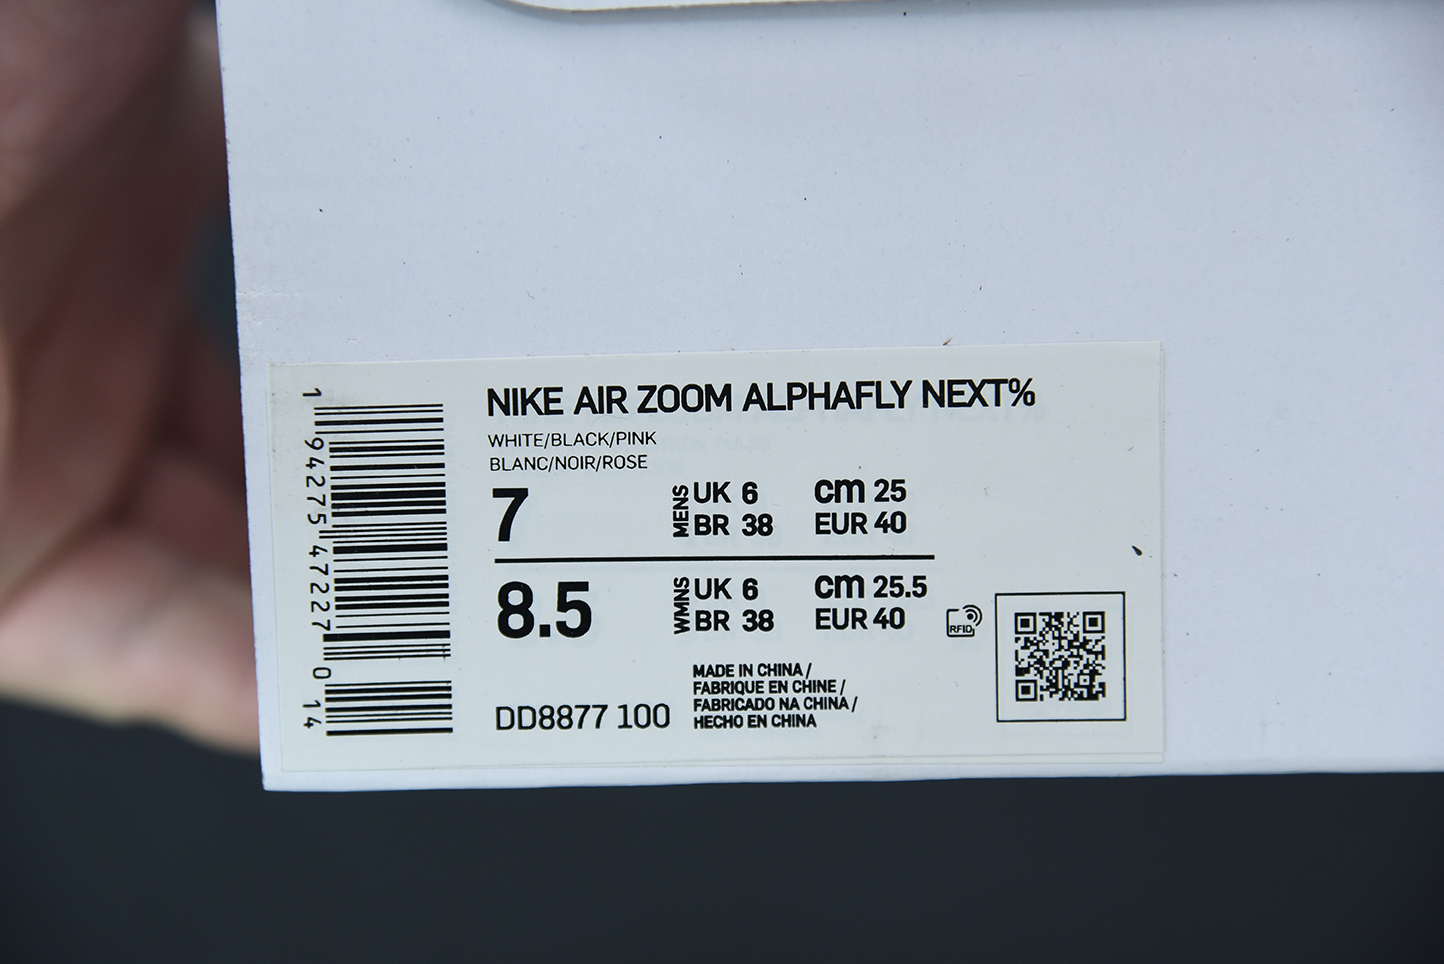 NIKE AIR ZOOM ALPHAFLY NEXT%
WHITE/BLACK/PINK
BLANC/NOIR/ROSE
7
MENS
UK 6
cm 25
BR 38
EUR 40
8.5
WMNS
UK 6
cm 25.5
BR 38
EUR 40
RFID
MADE IN CHINA /
FABRIQUE EN CHINE /
FABRICADO NA CHINA /
HECHO EN CHINA
DD8877 100
1 94275 47227 0 14